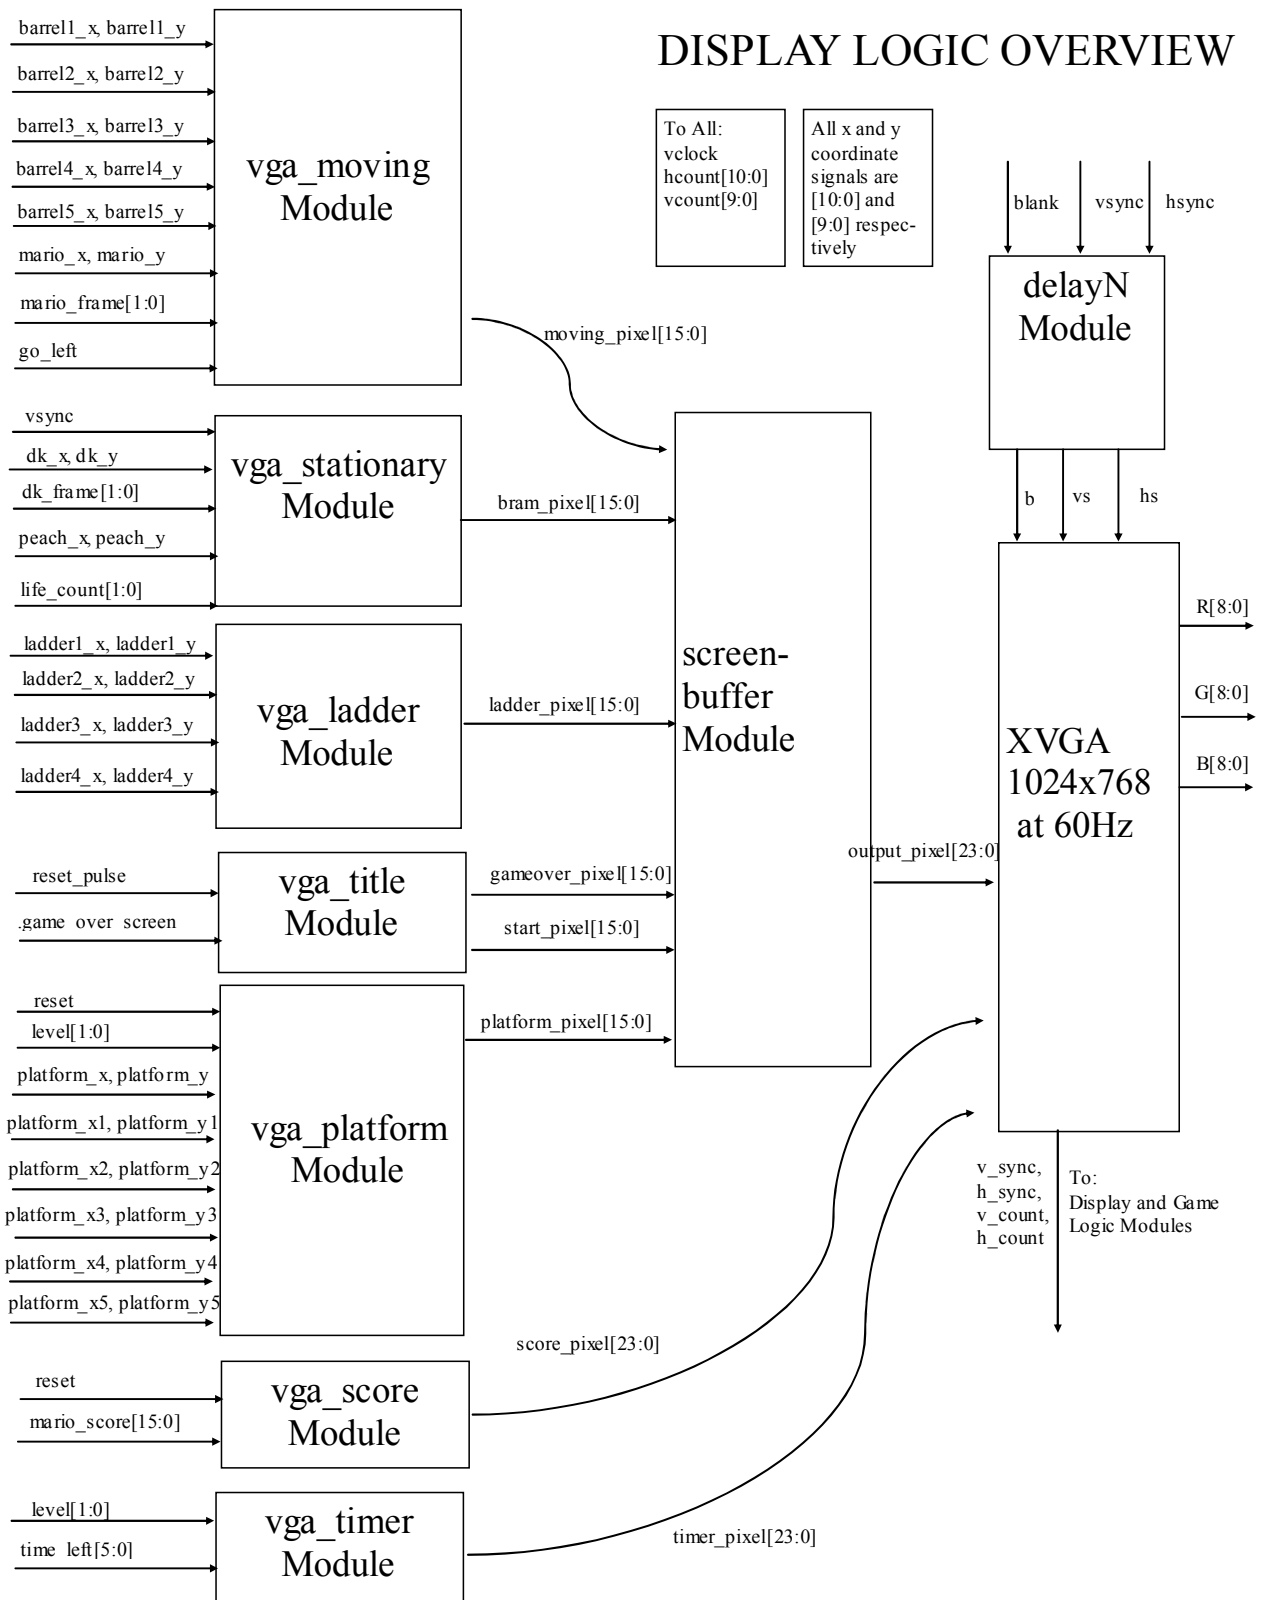 DISPLAY LOGIC OVERVIEW
barrel1_x, barrel1_y
barrel2_x, barrel2_y
barrel3_x, barrel3_y
barrel4_x, barrel4_y
barrel5_x, barrel5_y
mario_x, mario_y
mario_frame[1:0]
go_left
vga_moving
Module
moving_pixel[15:0]
To All:
vclock
hcount[10:0]
vcount[9:0]
All x and y
coordinate
signals are
[10:0] and
[9:0] respec-
tively
blank
vsync
hsync
delayN
Module
b
vs
hs
vsync
dk_x, dk_y
dk_frame[1:0]
peach_x, peach_y
life_count[1:0]
vga_stationary
Module
bram_pixel[15:0]
ladder1_x, ladder1_y
ladder2_x, ladder2_y
ladder3_x, ladder3_y
ladder4_x, ladder4_y
vga_ladder
Module
ladder_pixel[15:0]
screen-
buffer
Module
XVGA
1024x768
at 60Hz
R[8:0]
G[8:0]
B[8:0]
output_pixel[23:0]
reset_pulse
.game_over_screen
vga_title
Module
gameover_pixel[15:0]
start_pixel[15:0]
reset
level[1:0]
platform_x, platform_y
platform_x1, platform_y1
platform_x2, platform_y2
platform_x3, platform_y3
platform_x4, platform_y4
platform_x5, platform_y5
vga_platform
Module
platform_pixel[15:0]
v_sync,
h_sync,
v_count,
h_count
To:
Display and Game
Logic Modules
reset
mario_score[15:0]
vga_score
Module
score_pixel[23:0]
level[1:0]
time_left[5:0]
vga_timer
Module
timer_pixel[23:0]